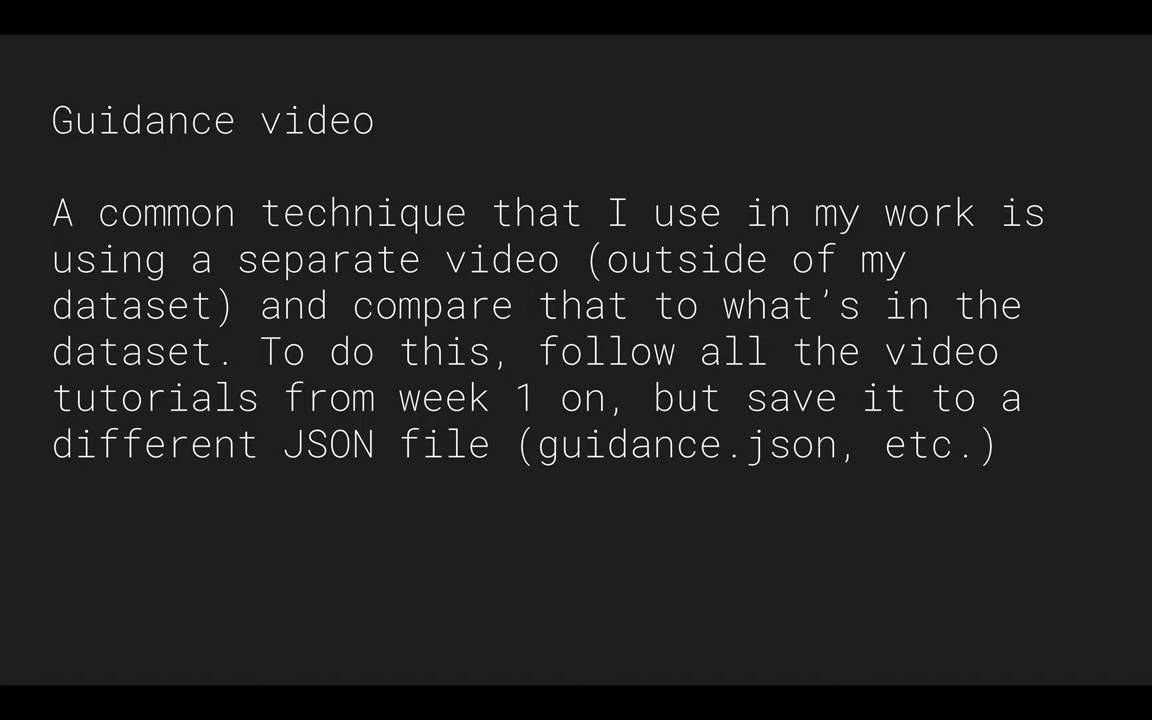 Guidance video
A common technique that I use in my work is
using a separate video (outside of my
dataset) and compare that to what's in the
dataset. To do this, follow all the video
tutorials from week 1 on, but save it to a
different JSON file (guidance.json, etc.)